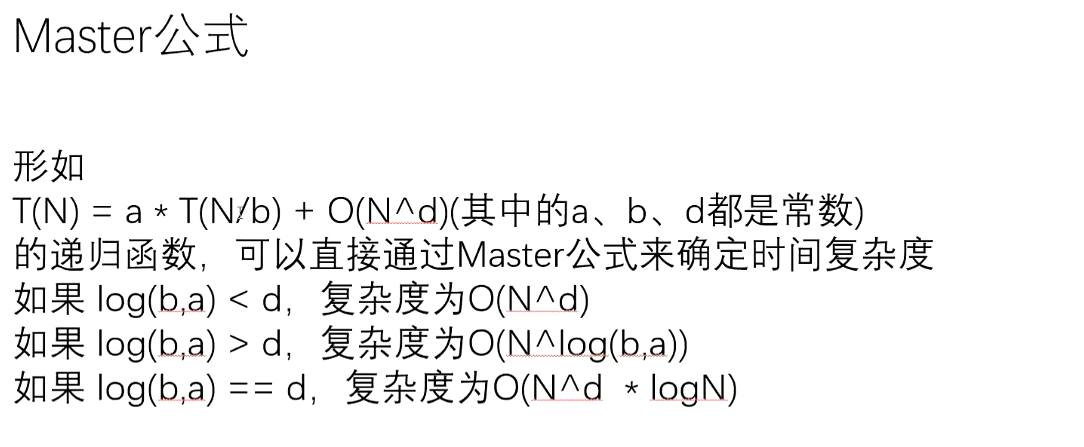 Master公式
形如
T(N) = a * T(N/b) + O(N^d)(其中的a、b、d都是常数)
的递归函数，可以直接通过Master公式来确定时间复杂度
如果 log(b,a) < d，复杂度为O(N^d)
如果 log(b,a) > d，复杂度为O(N^log(b,a))
如果 log(b,a) == d，复杂度为O(N^d * logN)